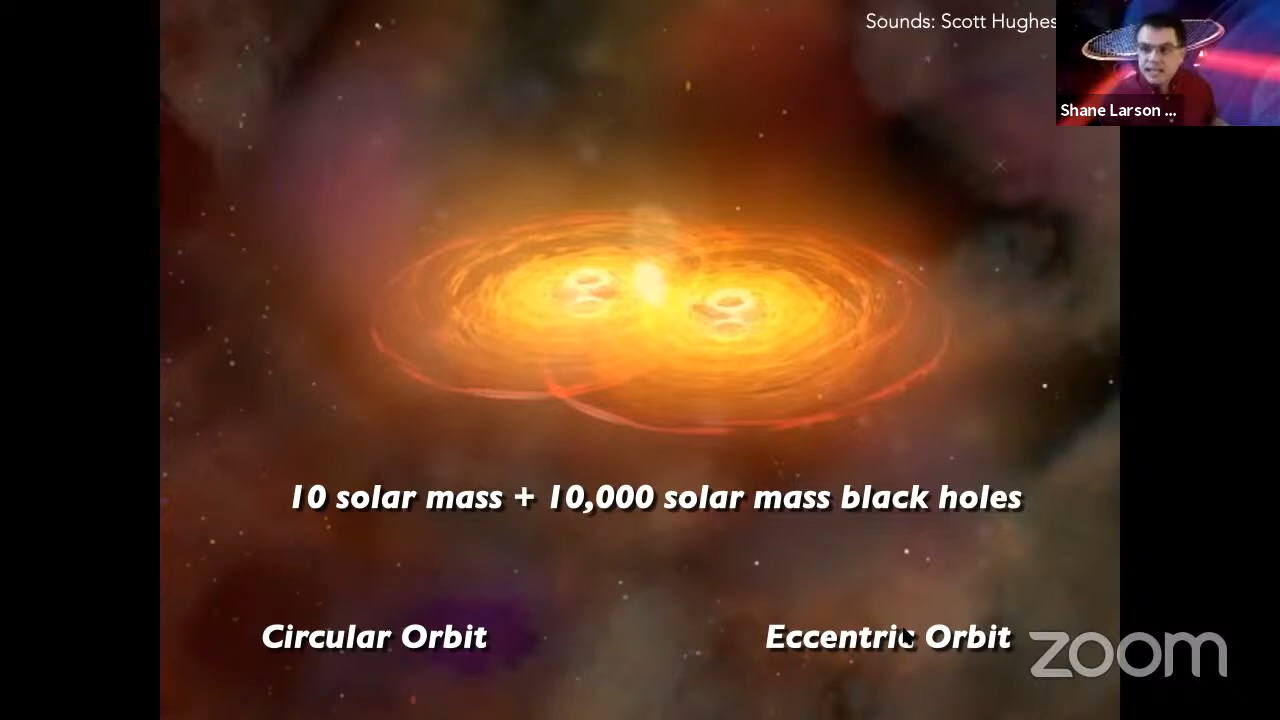 Sounds: Scott Hughes
Shane Larson ...
10 solar mass + 10,000 solar mass black holes
Circular Orbit
Eccentric Orbit
zoom